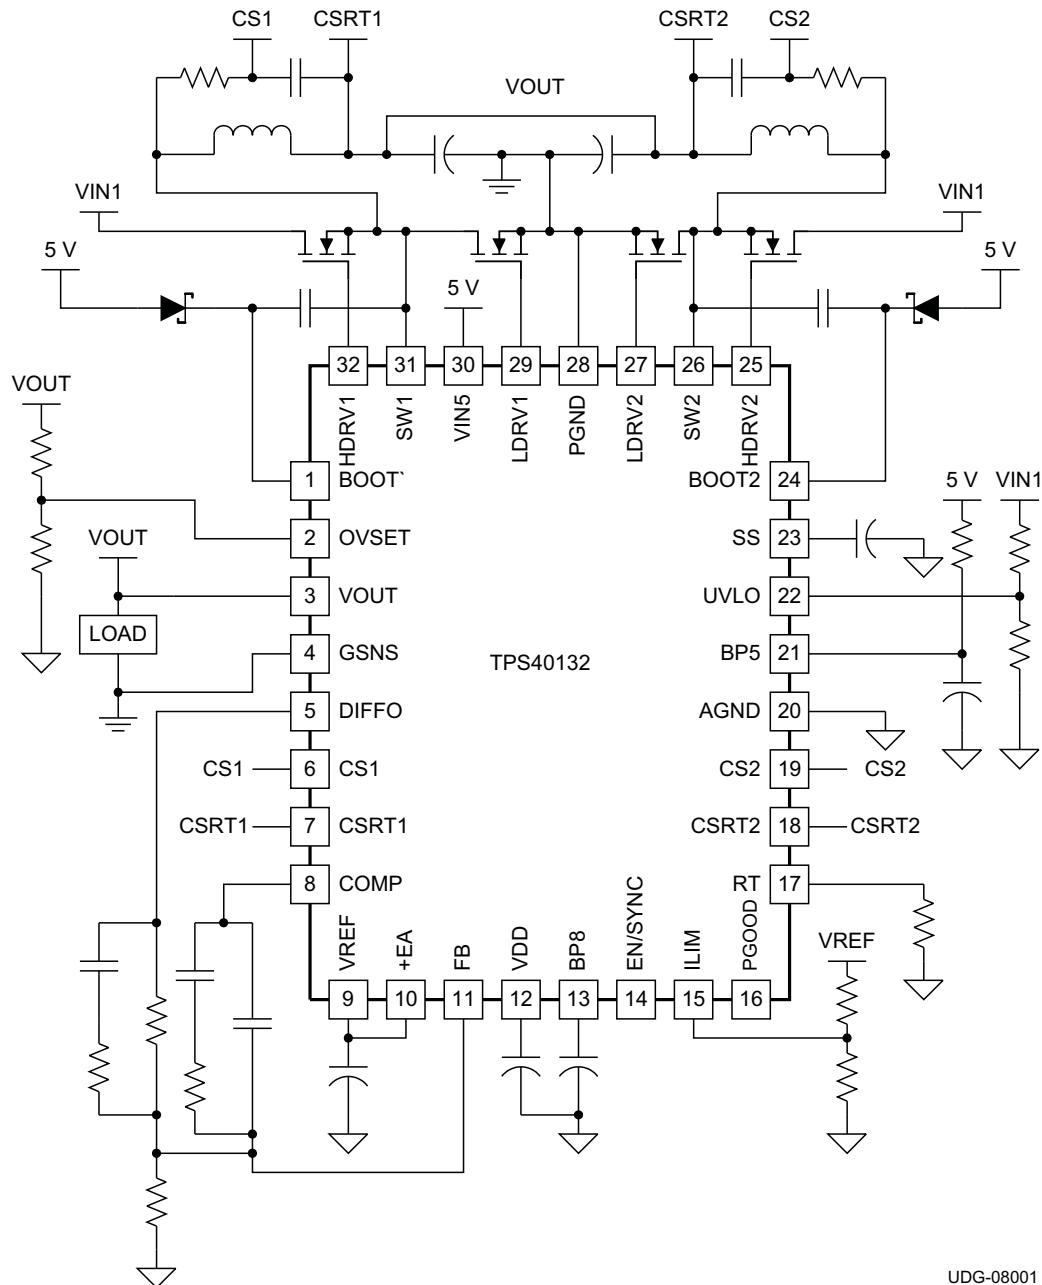 CS1
CSRT1
CSRT2
CS2
VOUT
VIN1
VIN1
5 V
5 V
5 V
32
31
30
29
28
27
26
25
HDRV1
SW1
VIN5
LDRV1
PGND
LDRV2
SW2
HDRV2
VOUT
1 BOOT`
BOOT2 24
5 V
VIN1
2 OVSET
SS 23
VOUT
3 VOUT
UVLO 22
LOAD
4 GSNS
TPS40132
BP5 21
5 DIFFO
AGND 20
CS1 6 CS1
CS2 19 CS2
CSRT1 7 CSRT1
CSRT2 18 CSRT2
8 COMP
RT 17
VREF
+EA
FB
VDD
BP8
EN/SYNC
ILIM
PGOOD
VREF
9
10
11
12
13
14
15
16
UDG-08001